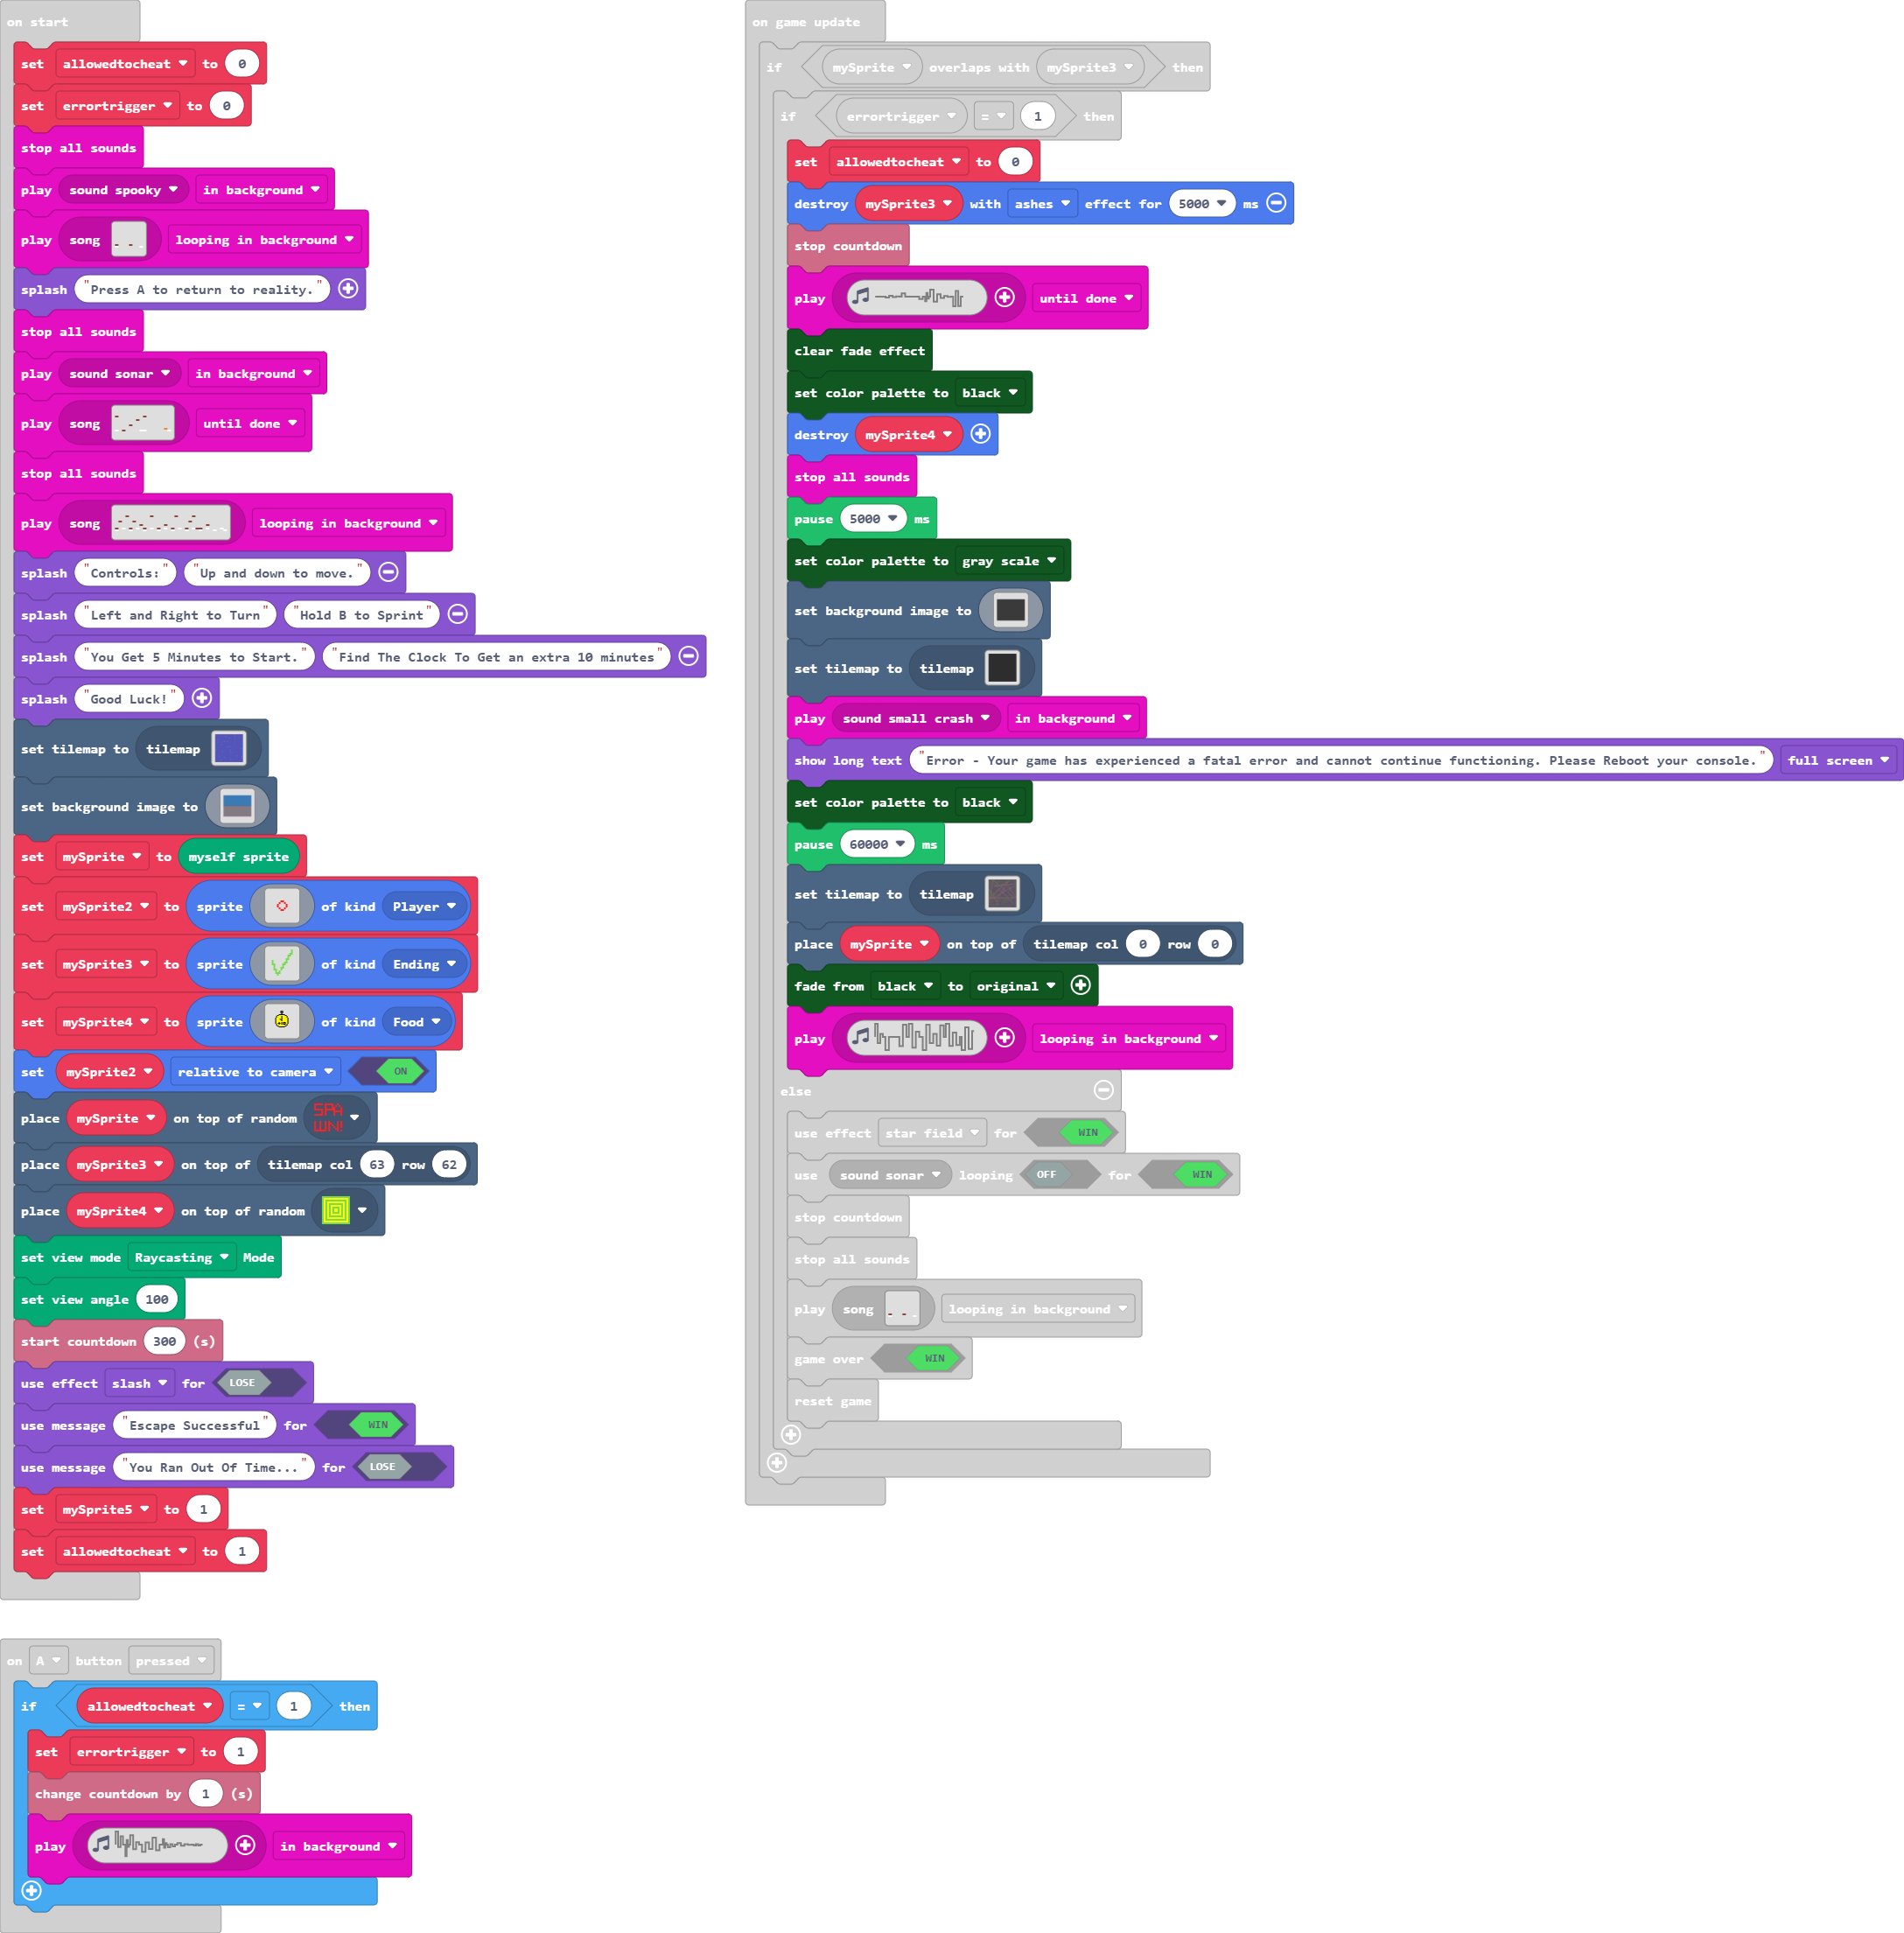 on start
set allowedtocheat to 0
set errortrigger to 0
stop all sounds
play sound spooky in background
play song looping in background
splash "Press A to return to reality."
stop all sounds
play sound sonar in background
play song until done
stop all sounds
play song looping in background
splash "Controls:" "Up and down to move."
splash "Left and Right to Turn" "Hold B to Sprint"
splash "You Get 5 Minutes to Start." "Find The Clock To Get an extra 10 minutes"
splash "Good Luck!"
set tilemap to tilemap
set background image to
set mySprite to myself sprite
set mySprite2 to sprite of kind Player
set mySprite3 to sprite of kind Ending
set mySprite4 to sprite of kind Food
set mySprite2 relative to camera ON
place mySprite on top of random SPA
WN!
place mySprite3 on top of tilemap col 63 row 62
place mySprite4 on top of random
set view mode Raycasting Mode
set view angle 100
start countdown 300 (s)
use effect slash for LOSE
use message "Escape Successful" for WIN
use message "You Ran Out Of Time..." for LOSE
set mySprite5 to 1
set allowedtocheat to 1
on A button pressed
if allowedtocheat = 1 then
set errortrigger to 1
change countdown by 1 (s)
play in background
on game update
if mySprite overlaps with mySprite3 then
if errortrigger = 1 then
set allowedtocheat to 0
destroy mySprite3 with ashes effect for 5000 ms
stop countdown
play until done
clear fade effect
set color palette to black
destroy mySprite4
stop all sounds
pause 5000 ms
set color palette to gray scale
set background image to
set tilemap to tilemap
play sound small crash in background
show long text "Error - Your game has experienced a fatal error and cannot continue functioning. Please Reboot your console." full screen
set color palette to black
pause 60000 ms
set tilemap to tilemap
place mySprite on top of tilemap col 0 row 0
fade from black to original
play looping in background
else
use effect star field for WIN
use sound sonar looping OFF for WIN
stop countdown
stop all sounds
play song looping in background
game over WIN
reset game